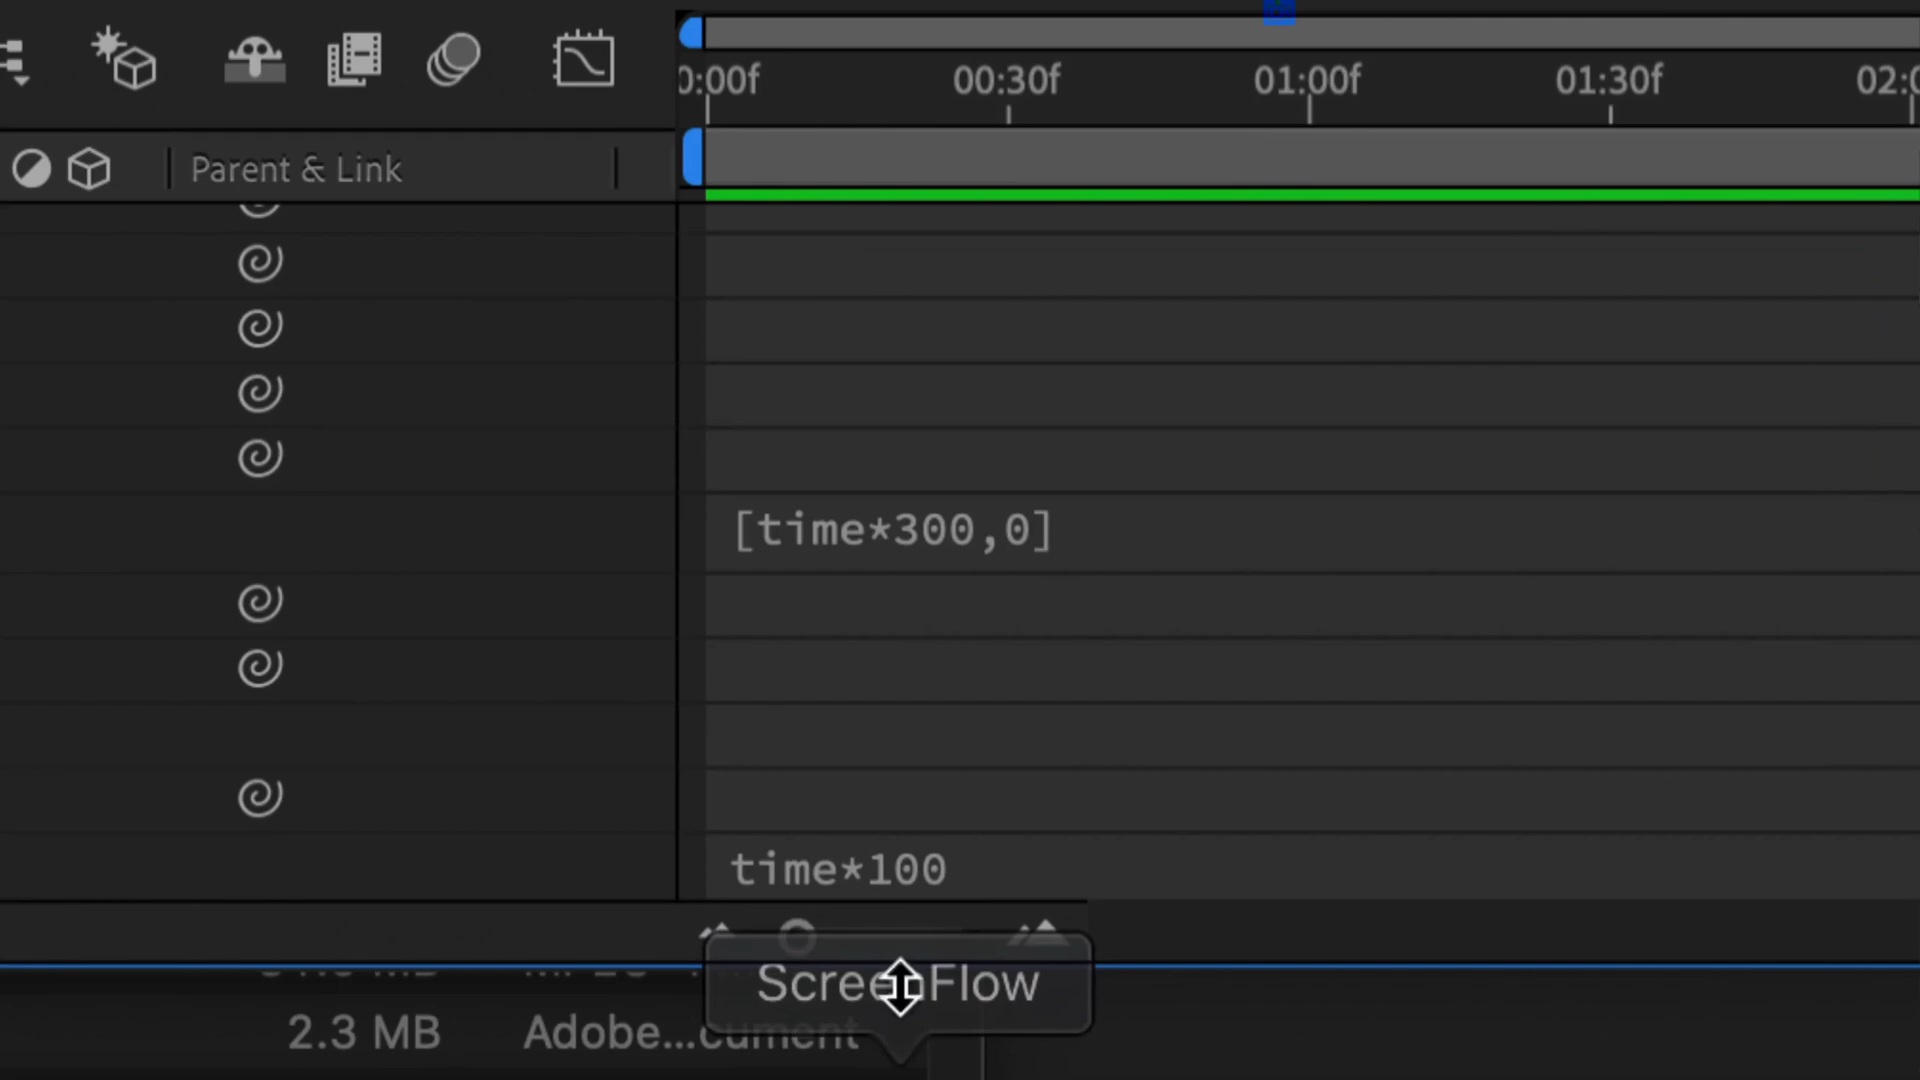 0:00f 00:30f 01:00f 01:30f 02:0
Parent & Link
[time*300,0]
time*100
ScreenFlow
2.3 MB Adobe...cument